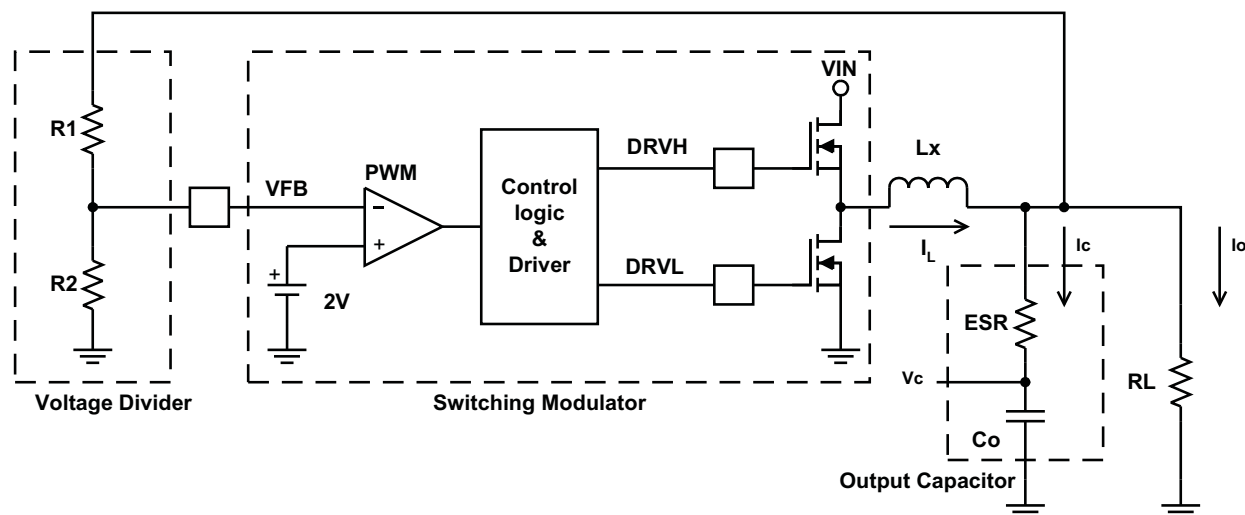 VIN
R1
VFB
PWM
+
Control
logic
&
Driver
DRVH
DRVL
Lx
IL
Ic
Io
R2
+
2V
ESR
Vc
Co
RL
Voltage Divider
Switching Modulator
Output Capacitor